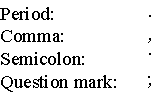 Period: .
Comma: ,
Semicolon: ·
Question mark: ;